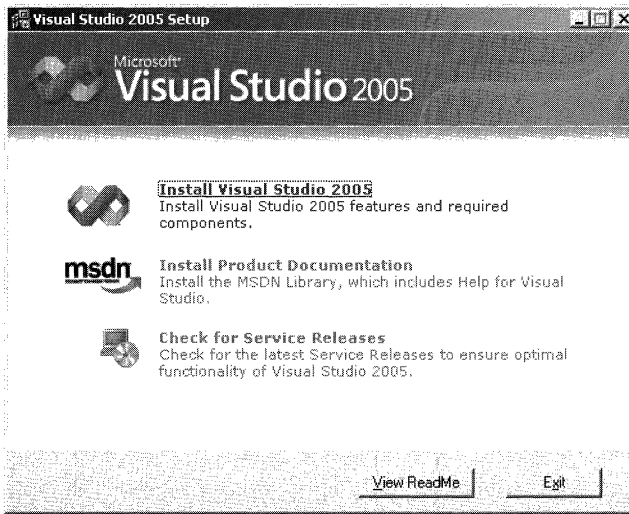 Visual Studio 2005 Setup
Microsoft
Visual Studio 2005
Install Visual Studio 2005
Install Visual Studio 2005 features and required
components.
msdn
Install Product Documentation
Install the MSDN Library, which includes Help for Visual
Studio.
Check for Service Releases
Check for the latest Service Releases to ensure optimal
functionality of Visual Studio 2005.
View ReadMe
Exit